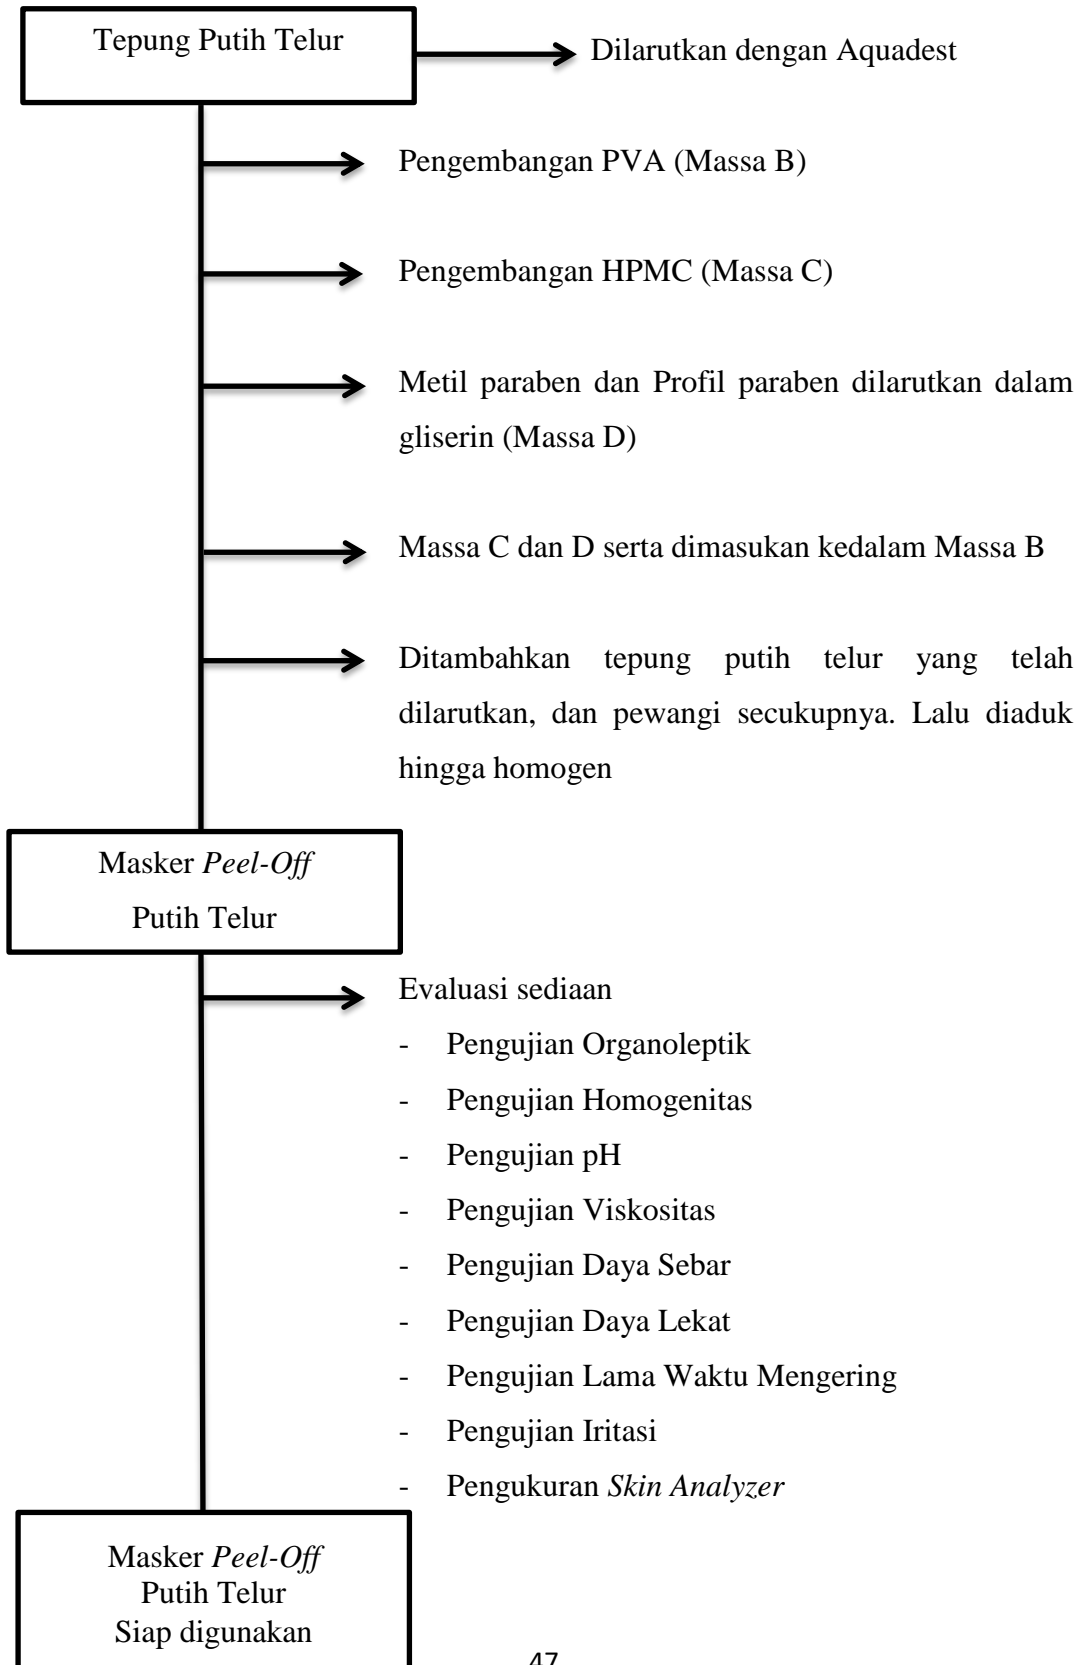 Tepung Putih Telur
Dilarutkan dengan Aquadest
Pengembangan PVA (Massa B)
Pengembangan HPMC (Massa C)
Metil paraben dan Profil paraben dilarutkan dalam
gliserin (Massa D)
Massa C dan D serta dimasukan kedalam Massa B
Ditambahkan tepung putih telur yang telah
dilarutkan, dan pewangi secukupnya. Lalu diaduk
hingga homogen
Masker Peel-Off
Putih Telur
Evaluasi sediaan
- Pengujian Organoleptik
- Pengujian Homogenitas
- Pengujian pH
- Pengujian Viskositas
- Pengujian Daya Sebar
- Pengujian Daya Lekat
- Pengujian Lama Waktu Mengering
- Pengujian Iritasi
- Pengukuran Skin Analyzer
Masker Peel-Off
Putih Telur
Siap digunakan
47